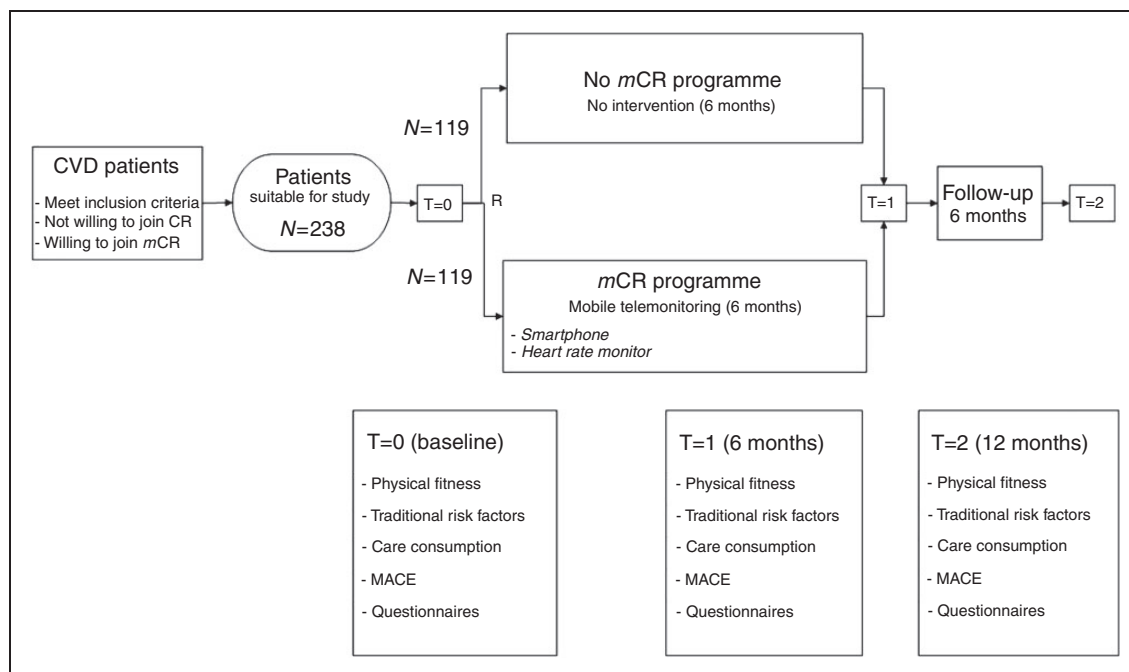 CVD patients
- Meet inclusion criteria
- Not willing to join CR
- Willing to join mCR
Patients
suitable for study
N=238
T=0
R
N=119
N=119
No mCR programme
No intervention (6 months)
mCR programme
Mobile telemonitoring (6 months)
- Smartphone
- Heart rate monitor
T=1
Follow-up
6 months
T=2
T=0 (baseline)
- Physical fitness
- Traditional risk factors
- Care consumption
- MACE
- Questionnaires
T=1 (6 months)
- Physical fitness
- Traditional risk factors
- Care consumption
- MACE
- Questionnaires
T=2 (12 months)
- Physical fitness
- Traditional risk factors
- Care consumption
- MACE
- Questionnaires